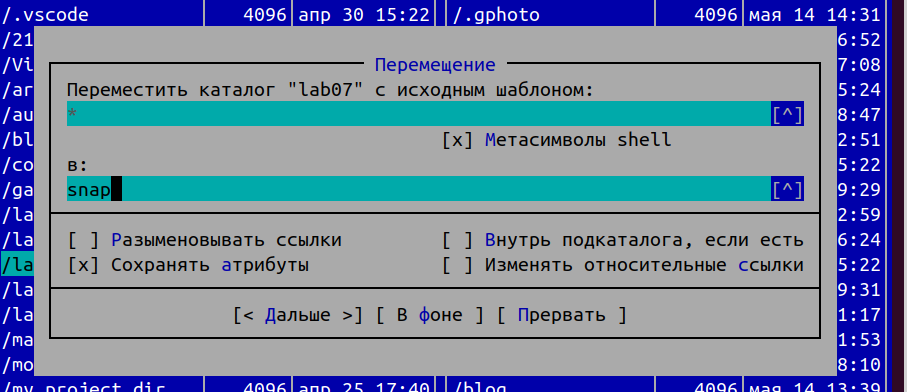 /.vscode 4096 апр 30 15:22 /.gphoto 4096 мая 14 14:31
/21 6:52
Перемещение
/Vi 7:08
/ar Переместить каталог "lab07" с исходным шаблоном: 5:24
/au * [^] 8:47
/bl [x] Метасимволы shell 2:51
/co в: 5:22
/ga snap [^] 9:29
/la 2:59
/la [ ] Разыменовывать ссылки [ ] Внутрь подкаталога, если есть 6:24
/la [x] Сохранять атрибуты [ ] Изменять относительные ссылки 5:22
/la 9:31
/la [< Дальше >] [ В фоне ] [ Прервать ] 1:17
/ma 1:53
/mo 8:10
/my_project_dir 4096 апр 25 17:40 /blog 4096 мая 14 13:39